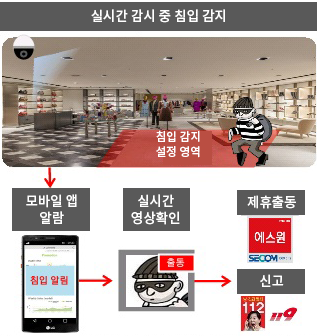 실시간 감시 중 침입 감지
침입 감지
설정 영역
모바일 앱
알람
실시간
영상확인
제휴출동
침입 알림
출동
에스원
SECOM
신고
112
119
LG